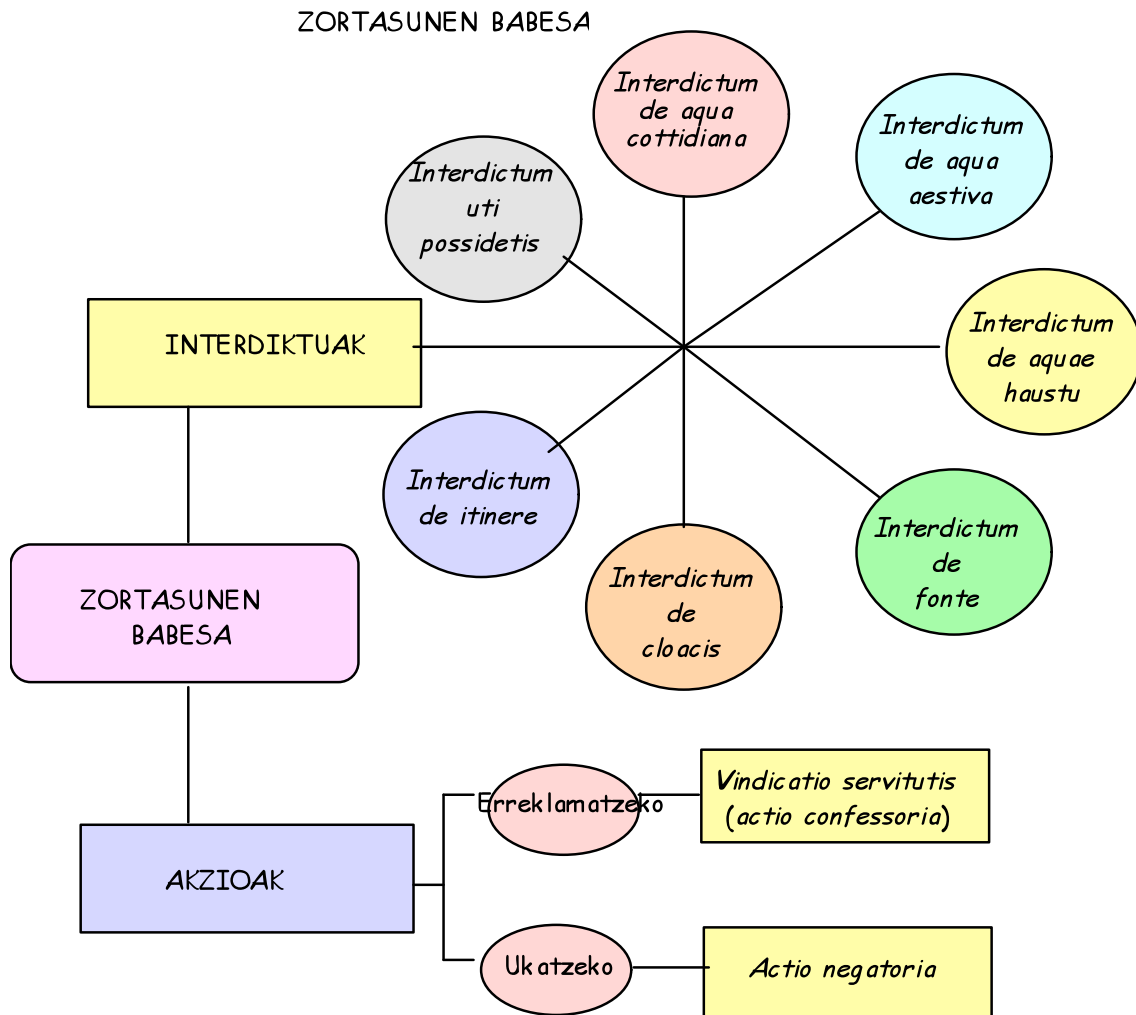 ZORTASUNEN BABESA
Interdictum
de aqua
cottidiana
Interdictum
de aqua
aestiva
Interdictum
uti
possidetis
INTERDIKTUAK
Interdictum
de aquae
haustu
Interdictum
de itinere
Interdictum
de
fonte
Interdictum
de
cloacis
ZORTASUNEN
BABESA
Erreklamatzeko
Vindicatio servitutis
(actio confessoria)
AKZIOAK
Ukatzeko
Actio negatoria